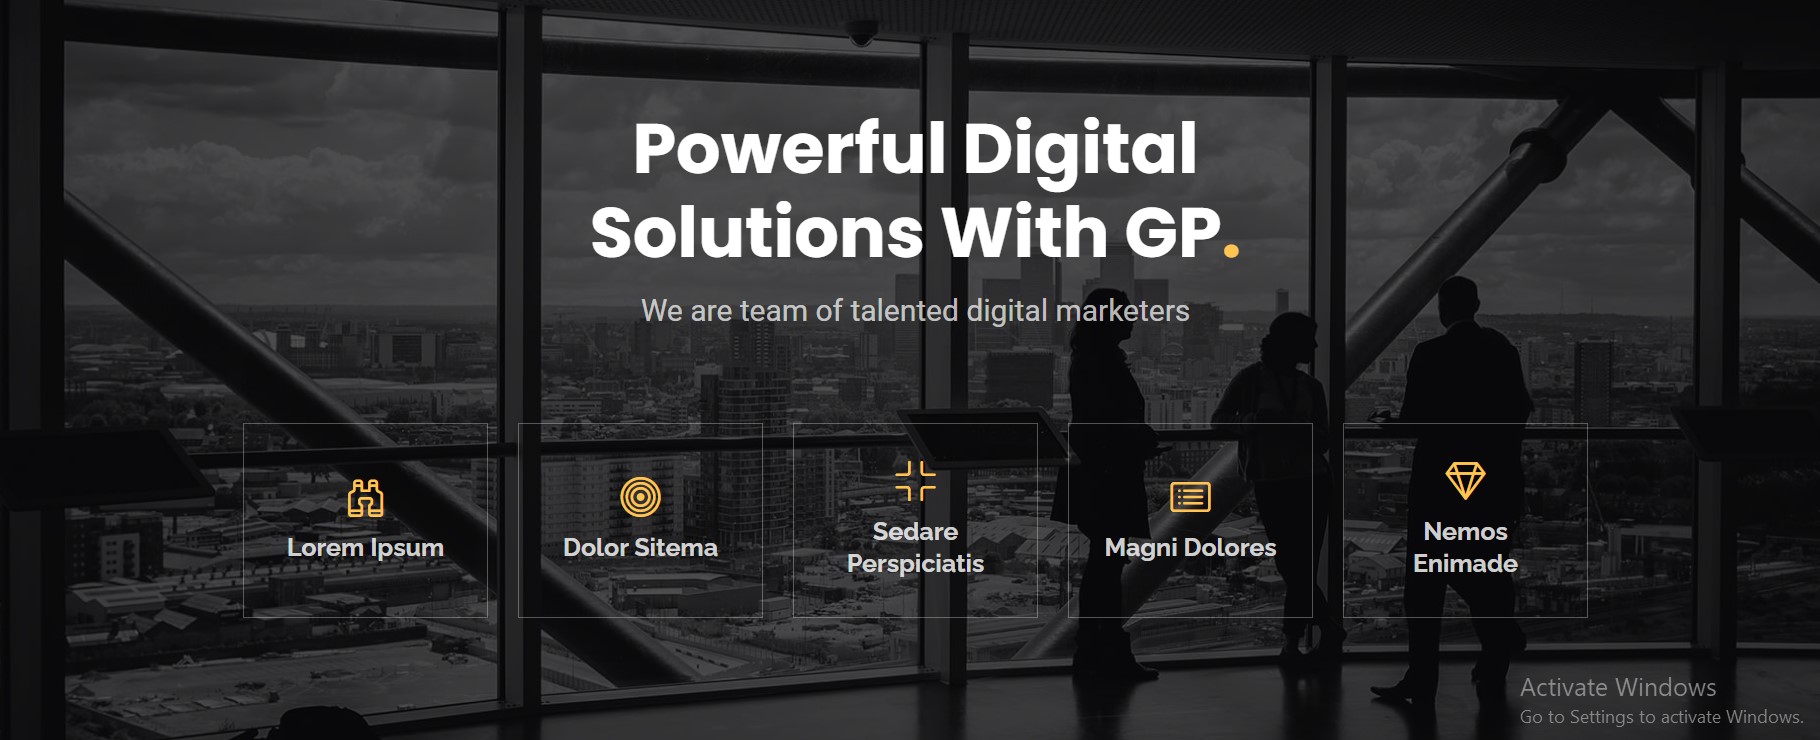 Powerful Digital
Solutions With GP.
We are team of talented digital marketers
Lorem Ipsum
Dolor Sitema
Sedare
Perspiciatis
Magni Dolores
Nemos
Enimade
Activate Windows
Go to Settings to activate Windows.